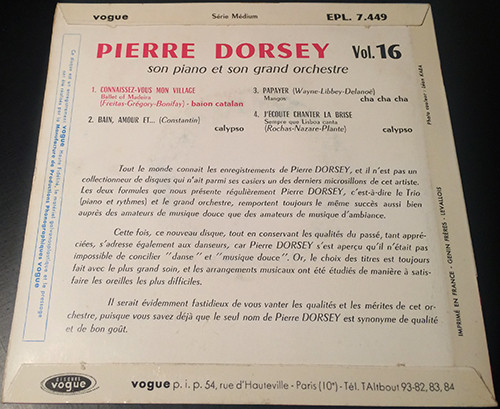 vogue
Série Médium
EPL. 7.449
PIERRE DORSEY Vol. 16
son piano et son grand orchestre
1. CONNAISSEZ-VOUS MON VILLAGE
Ballet of Madeira
(Freitas-Grégory-Bonifay) - baion catalan
2. BAIN, AMOUR ET... (Constantin)
calypso
3. PAPAYER (Wayne-Libbey-Delanoë)
Mangos
cha cha cha
4. J'ÉCOUTE CHANTER LA BRISE
Sempre que Lisboa canta
(Rochas-Nazare-Plante)
calypso
Tout le monde connait les enregistrements de Pierre DORSEY, et il n'est pas un
collectionneur de disques qui n'ait parmi ses casiers un des derniers microsillons de cet artiste.
Les deux formules que nous présente régulièrement Pierre DORSEY, c'est-à-dire le Trio
(piano et rythmes) et le grand orchestre, remportent toujours le même succès aussi bien
auprès des amateurs de musique douce que des amateurs de musique d'ambiance.
Cette fois, ce nouveau disque, tout en conservant les qualités du passé, tant appré-
ciées, s'adresse également aux danseurs, car Pierre DORSEY s'est aperçu qu'il n'était pas
impossible de concilier "danse" et "musique douce". Or, le choix des titres est toujours
fait avec le plus grand soin, et les arrangements musicaux ont été étudiés de manière à satis-
faire les oreilles les plus difficiles.
Il serait évidemment fastidieux de vous vanter les qualités et les mérites de cet or-
chestre, puisque vous savez déjà que le seul nom de Pierre DORSEY est synonyme de qualité
et de bon goût.
IMPRIMÉ EN FRANCE - GENIN FRÈRES - LEVALLOIS
DISQUES
vogue
vogue p. i. p. 54, rue d'Hauteville - Paris (10e) - Tél. TAItbout 93-82, 83, 84